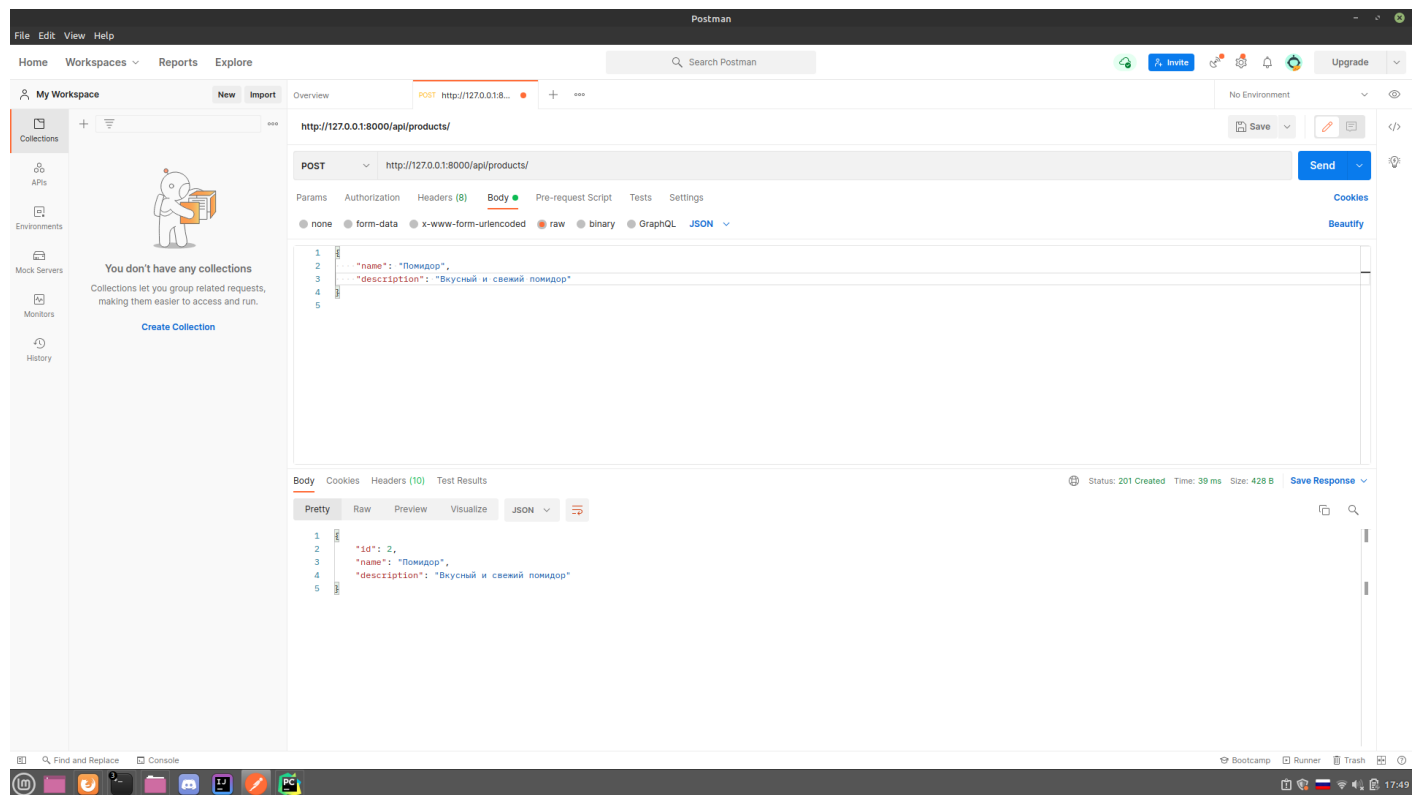 Postman
File Edit View Help
Home Workspaces Reports Explore
Search Postman
Invite
Upgrade
My Workspace
New Import
Overview
POST http://127.0.0.1:8...
No Environment
Collections
APIs
Environments
Mock Servers
Monitors
History
You don't have any collections
Collections let you group related requests,
making them easier to access and run.
Create Collection
http://127.0.0.1:8000/api/products/
Save
POST http://127.0.0.1:8000/api/products/
Send
Params Authorization Headers (8) Body Pre-request Script Tests Settings
Cookies
none form-data x-www-form-urlencoded raw binary GraphQL JSON
Beautify
1 {
2 "name": "Помидор",
3 "description": "Вкусный и свежий помидор"
4 }
5
Body Cookies Headers (10) Test Results
Status: 201 Created Time: 39 ms Size: 428 B Save Response
Pretty Raw Preview Visualize JSON
1 {
2 "id": 2,
3 "name": "Помидор",
4 "description": "Вкусный и свежий помидор"
5 }
Find and Replace Console
Bootcamp Runner Trash
3
IJ
PC
17:49